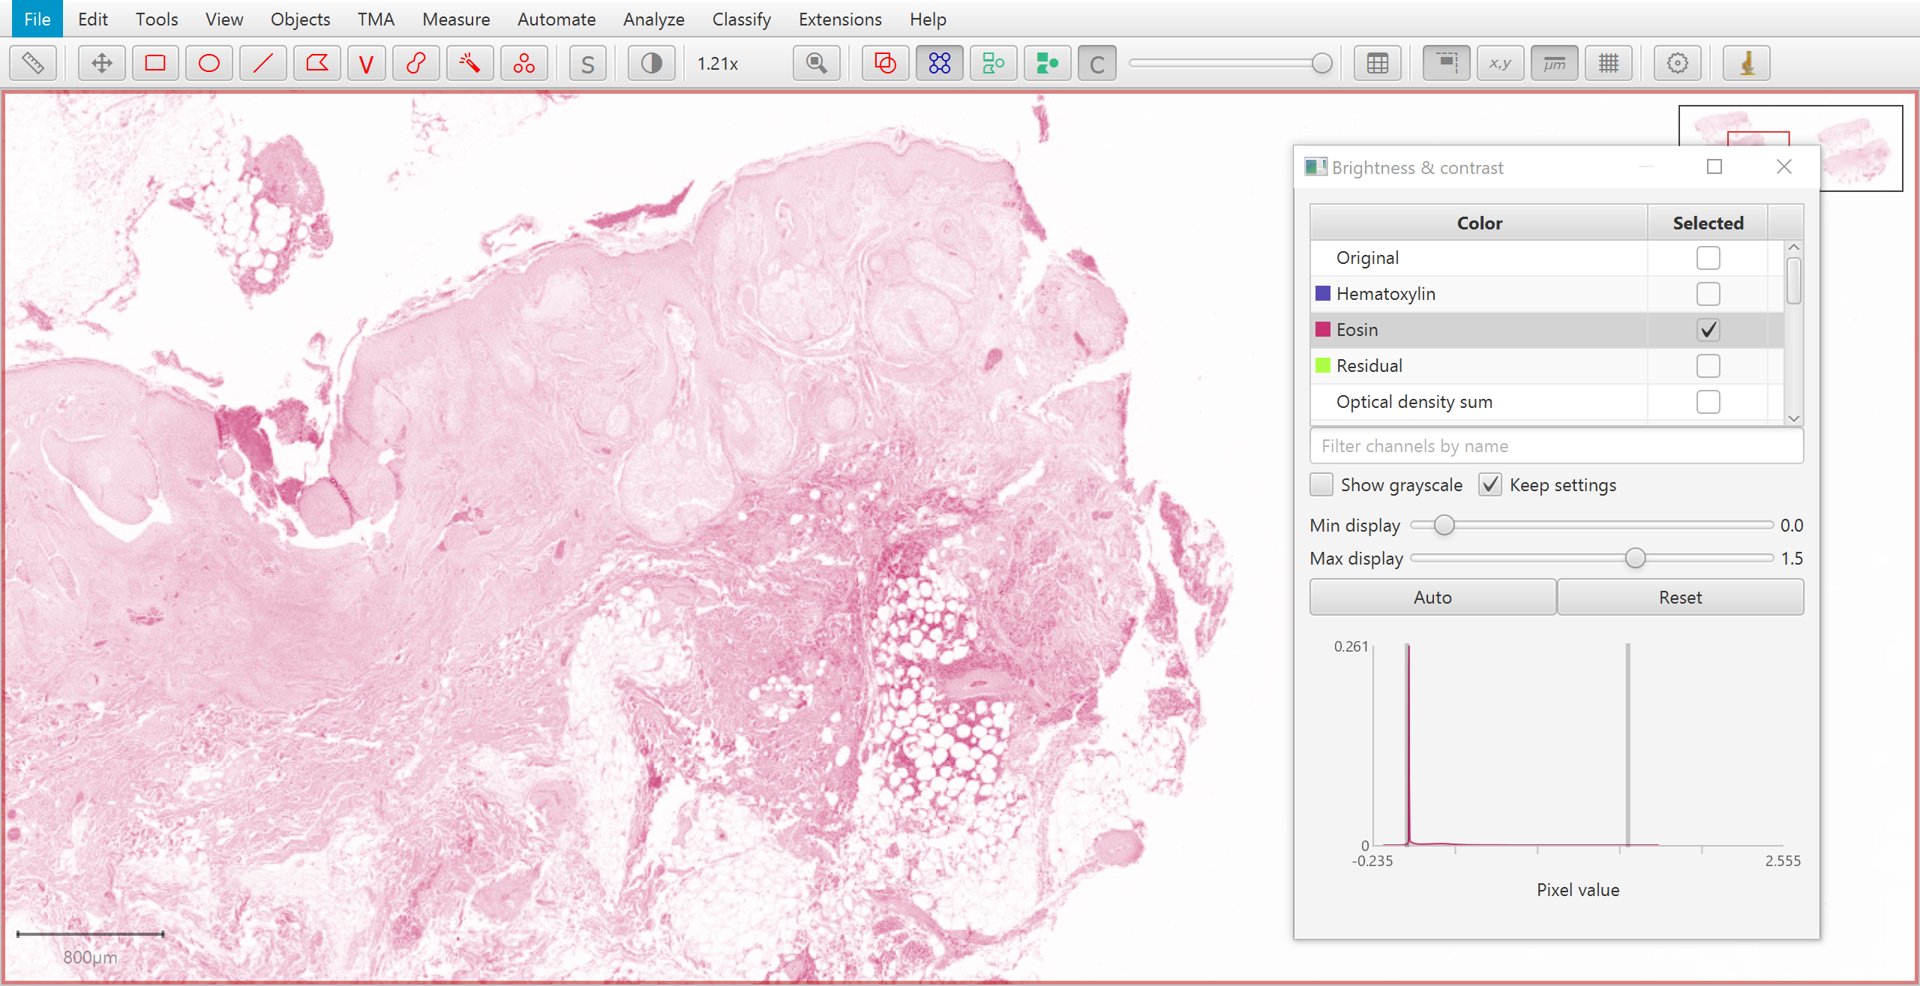 File Edit Tools View Objects TMA Measure Automate Analyze Classify Extensions Help
V S 1.21x C x,y µm
Brightness & contrast
Color Selected
Original
Hematoxylin
Eosin
Residual
Optical density sum
Filter channels by name
Show grayscale Keep settings
Min display 0.0
Max display 1.5
Auto Reset
0.261
0
-0.235 2.555
Pixel value
800µm